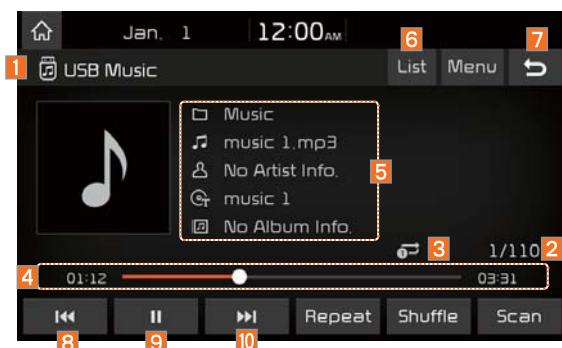 Jan. 1 12:00 AM
6 7
1 USB Music List Menu
Music
music 1.mp3
No Artist Info.
5
music 1
No Album Info.
3 1/110 2
4 01:12 03:31
Repeat Shuffle Scan
8 9 10